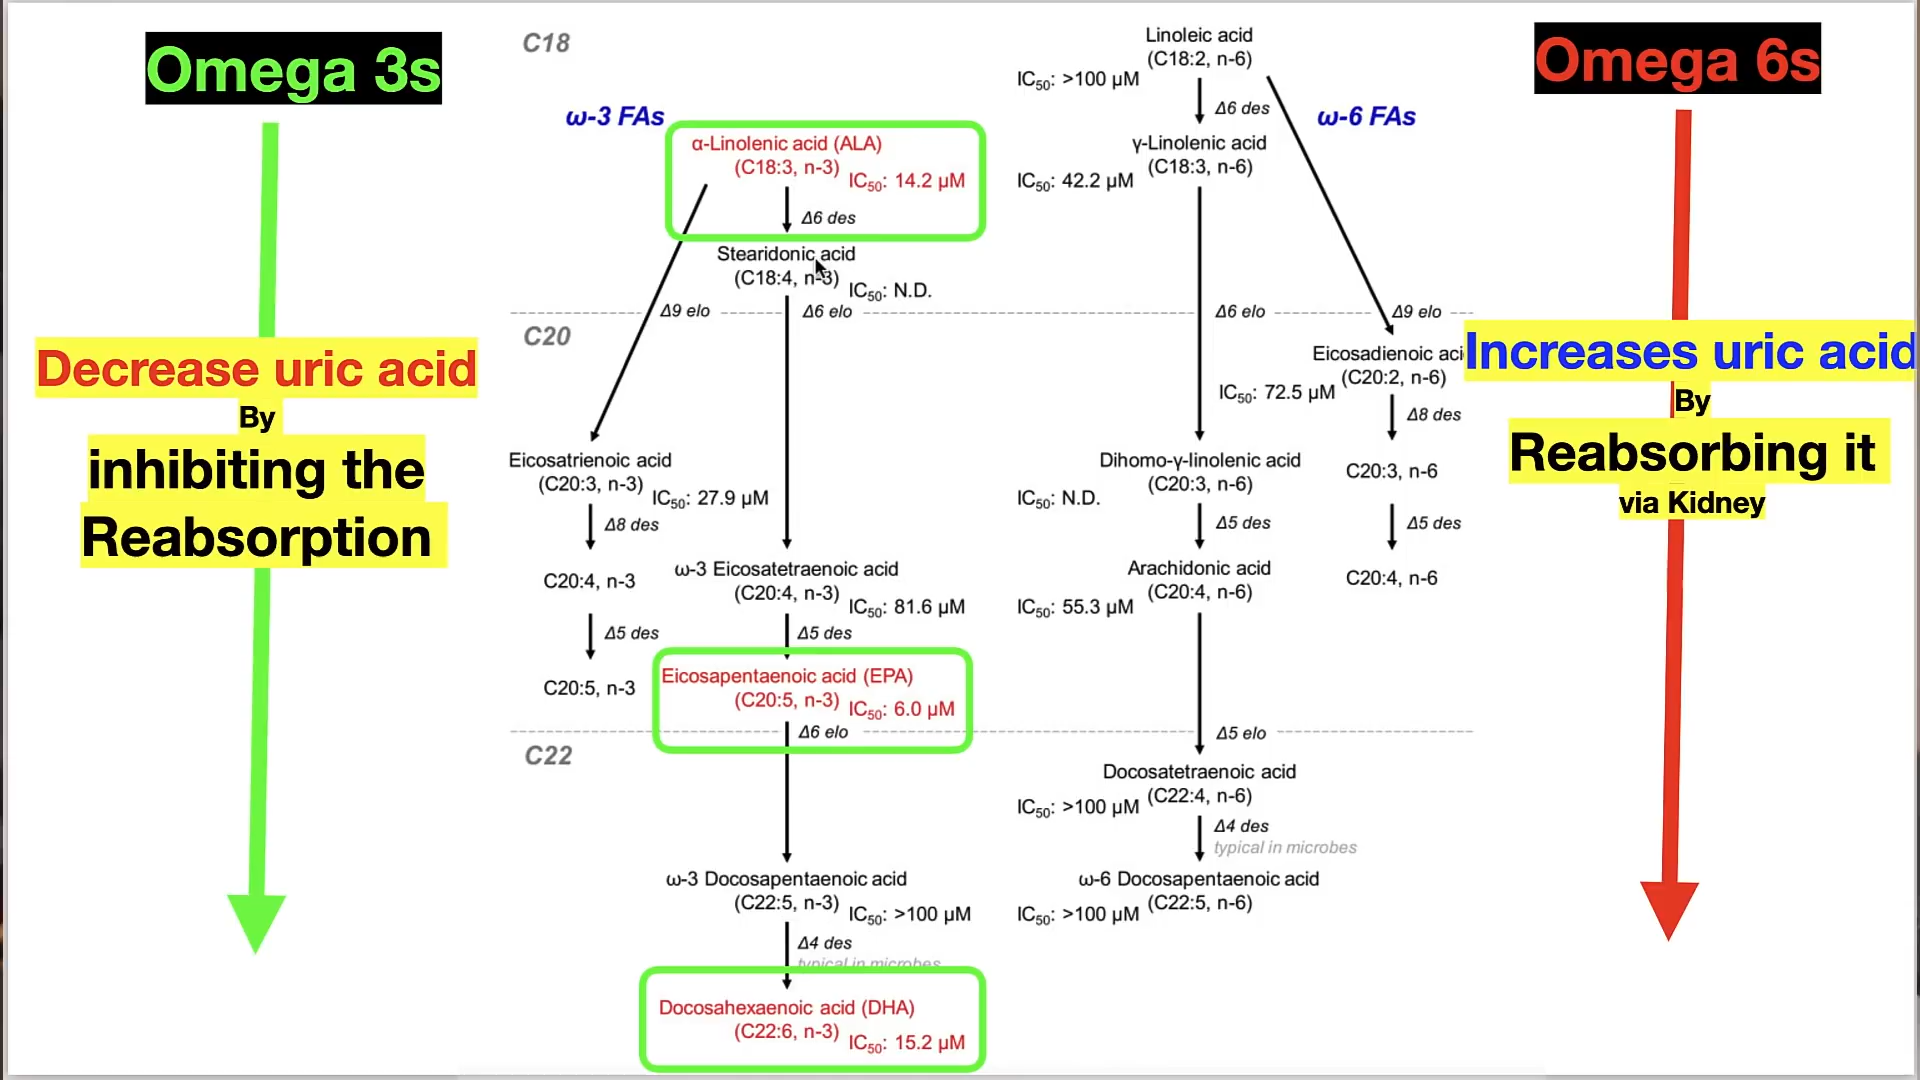 Omega 3s
Decrease uric acid
By
inhibiting the
Reabsorption
C18
ω-3 FAs
α-Linolenic acid (ALA)
(C18:3, n-3)
IC50: 14.2 µM
Δ6 des
Stearidonic acid
(C18:4, n-3)
IC50: N.D.
Δ9 elo
Δ6 elo
C20
Eicosatrienoic acid
(C20:3, n-3)
IC50: 27.9 µM
Δ8 des
C20:4, n-3
Δ5 des
C20:5, n-3
ω-3 Eicosatetraenoic acid
(C20:4, n-3)
IC50: 81.6 µM
Δ5 des
Eicosapentaenoic acid (EPA)
(C20:5, n-3)
IC50: 6.0 µM
Δ6 elo
C22
ω-3 Docosapentaenoic acid
(C22:5, n-3)
IC50: >100 µM
Δ4 des
typical in microbes
Docosahexaenoic acid (DHA)
(C22:6, n-3)
IC50: 15.2 µM
Linoleic acid
(C18:2, n-6)
IC50: >100 µM
Δ6 des
ω-6 FAs
γ-Linolenic acid
(C18:3, n-6)
IC50: 42.2 µM
Δ6 elo
Δ9 elo
Eicosadienoic aci
(C20:2, n-6)
IC50: 72.5 µM
Δ8 des
C20:3, n-6
Δ5 des
C20:4, n-6
Dihomo-γ-linolenic acid
(C20:3, n-6)
IC50: N.D.
Δ5 des
Arachidonic acid
(C20:4, n-6)
IC50: 55.3 µM
Δ5 elo
Docosatetraenoic acid
(C22:4, n-6)
IC50: >100 µM
Δ4 des
typical in microbes
ω-6 Docosapentaenoic acid
(C22:5, n-6)
IC50: >100 µM
Omega 6s
Increases uric acid
By
Reabsorbing it
via Kidney